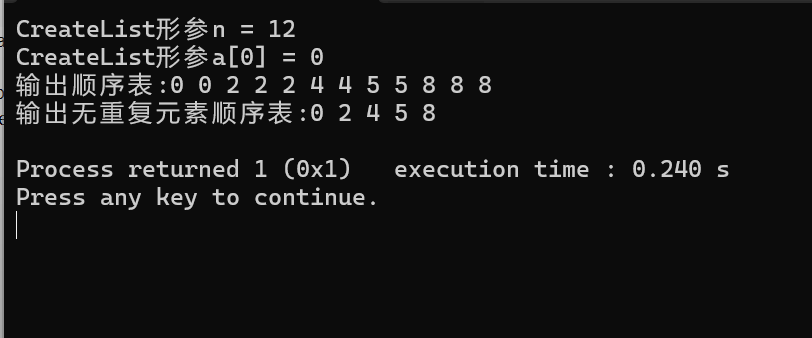 CreateList形参n = 12
CreateList形参a[0] = 0
输出顺序表:0 0 2 2 2 4 4 5 5 8 8 8
输出无重复元素顺序表:0 2 4 5 8
Process returned 1 (0x1)   execution time : 0.240 s
Press any key to continue.